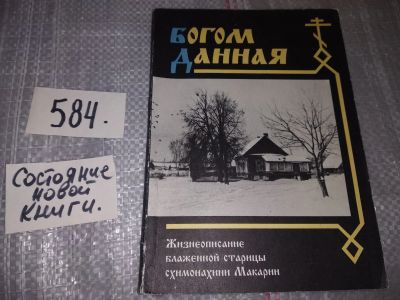 Богом
Данная
584.
Состояние
новой
книги.
Жизнеописание
блаженной старицы
схимонахини Макарии